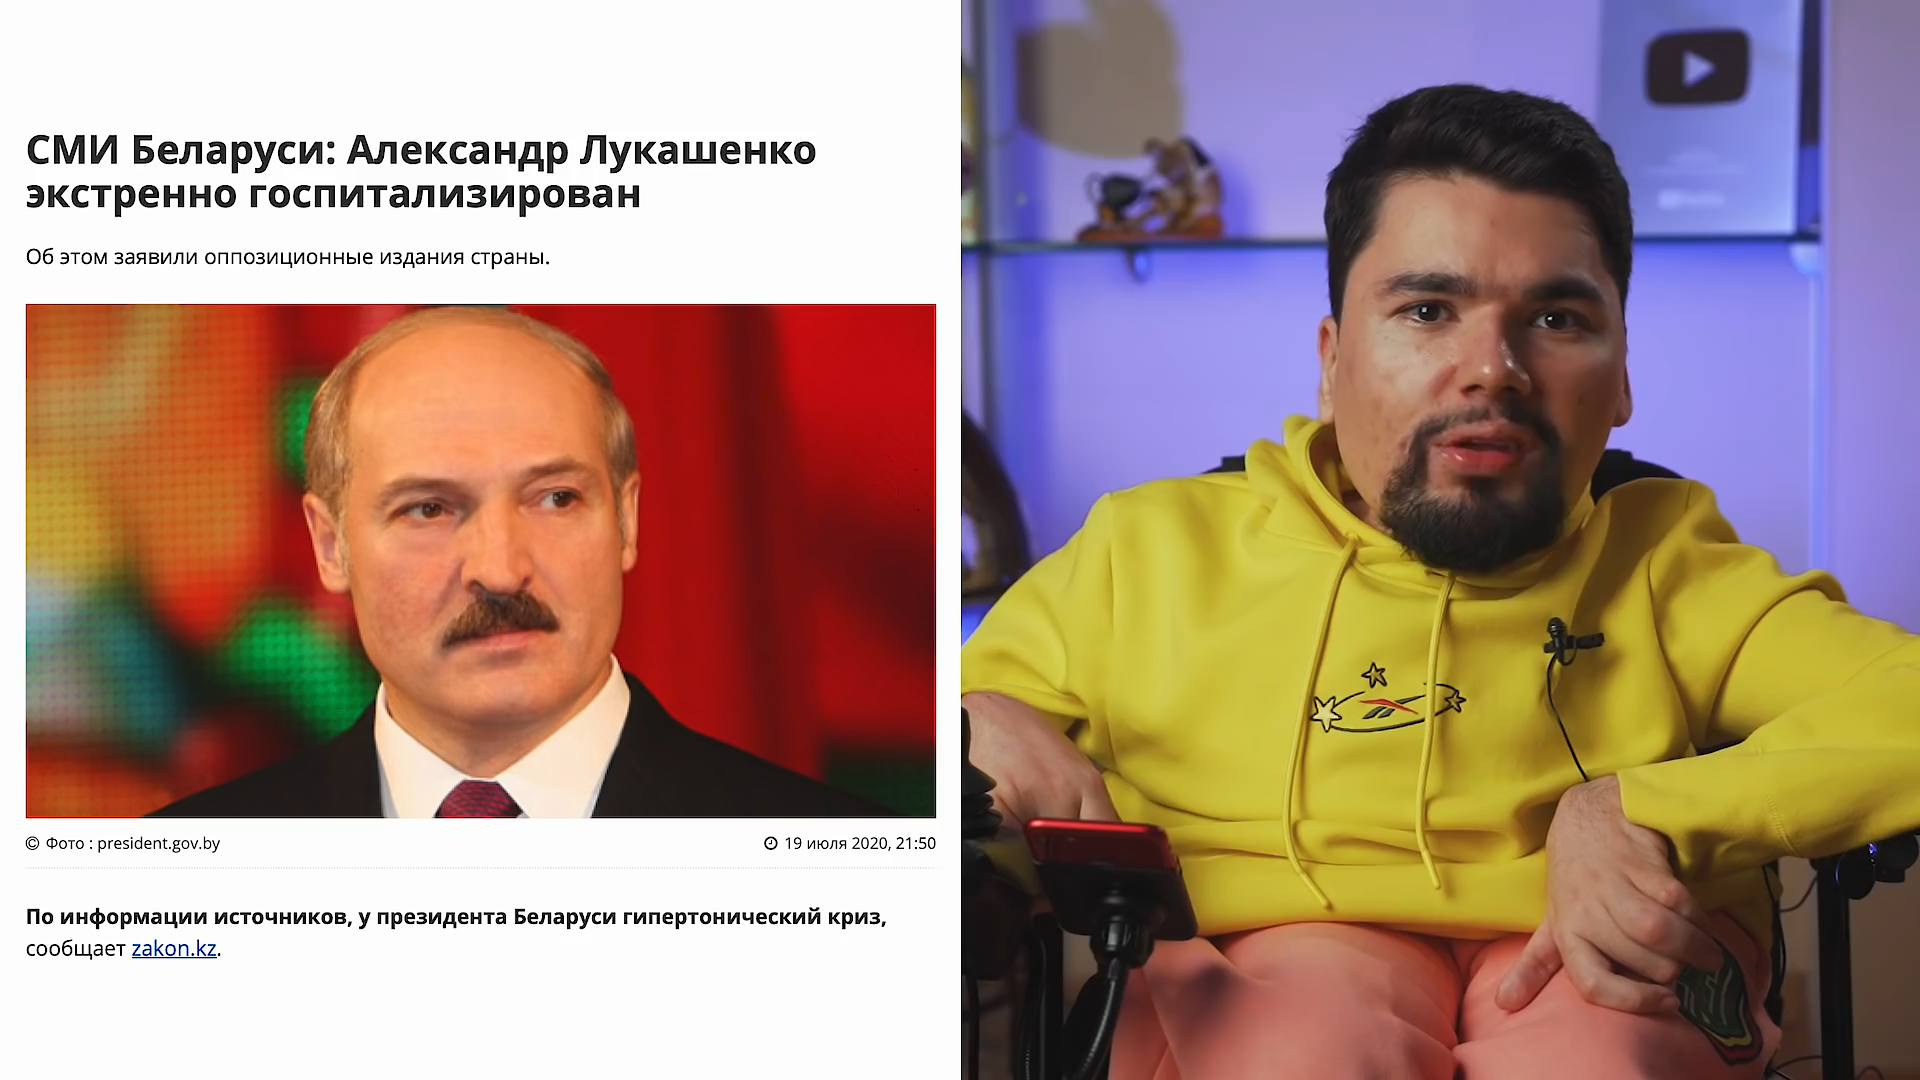 СМИ Беларуси: Александр Лукашенко
экстренно госпитализирован
Об этом заявили оппозиционные издания страны.
© Фото : president.gov.by
19 июля 2020, 21:50
По информации источников, у президента Беларуси гипертонический криз,
сообщает zakon.kz.